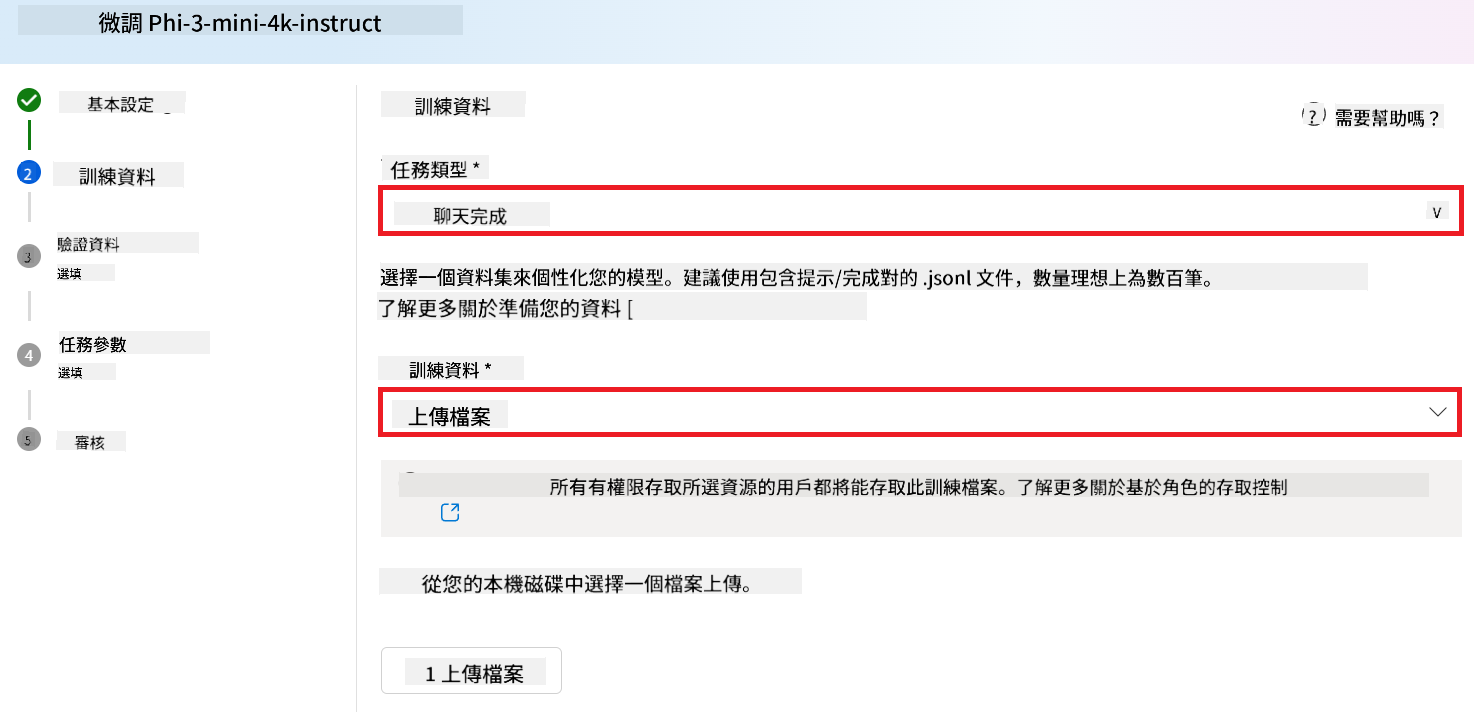 微調 Phi-3-mini-4k-instruct
基本設定
2
訓練資料
3
驗證資料
選填
4
任務參數
選填
5
審核
訓練資料
? 需要幫助嗎？
任務類型 *
聊天完成
V
選擇一個資料集來個性化您的模型。建議使用包含提示/完成對的 .jsonl 文件，數量理想上為數百筆。
了解更多關於準備您的資料 [
訓練資料 *
上傳檔案
所有有權限存取所選資源的用戶都將能存取此訓練檔案。了解更多關於基於角色的存取控制
從您的本機磁碟中選擇一個檔案上傳。
1 上傳檔案